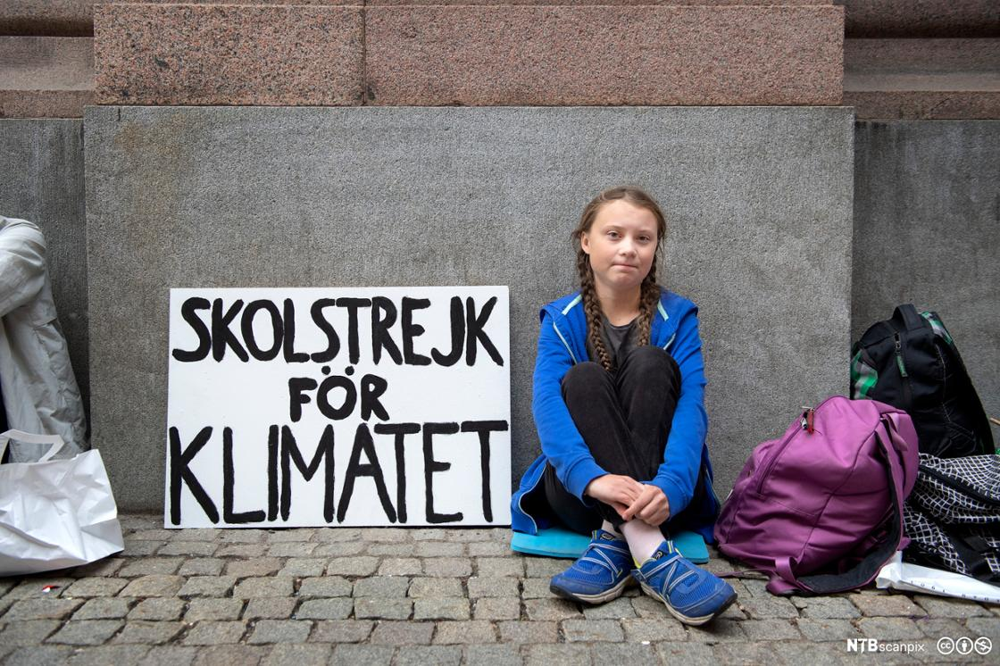 SKOLSTREJK
FÖR
KLIMATET
NTBscanpix